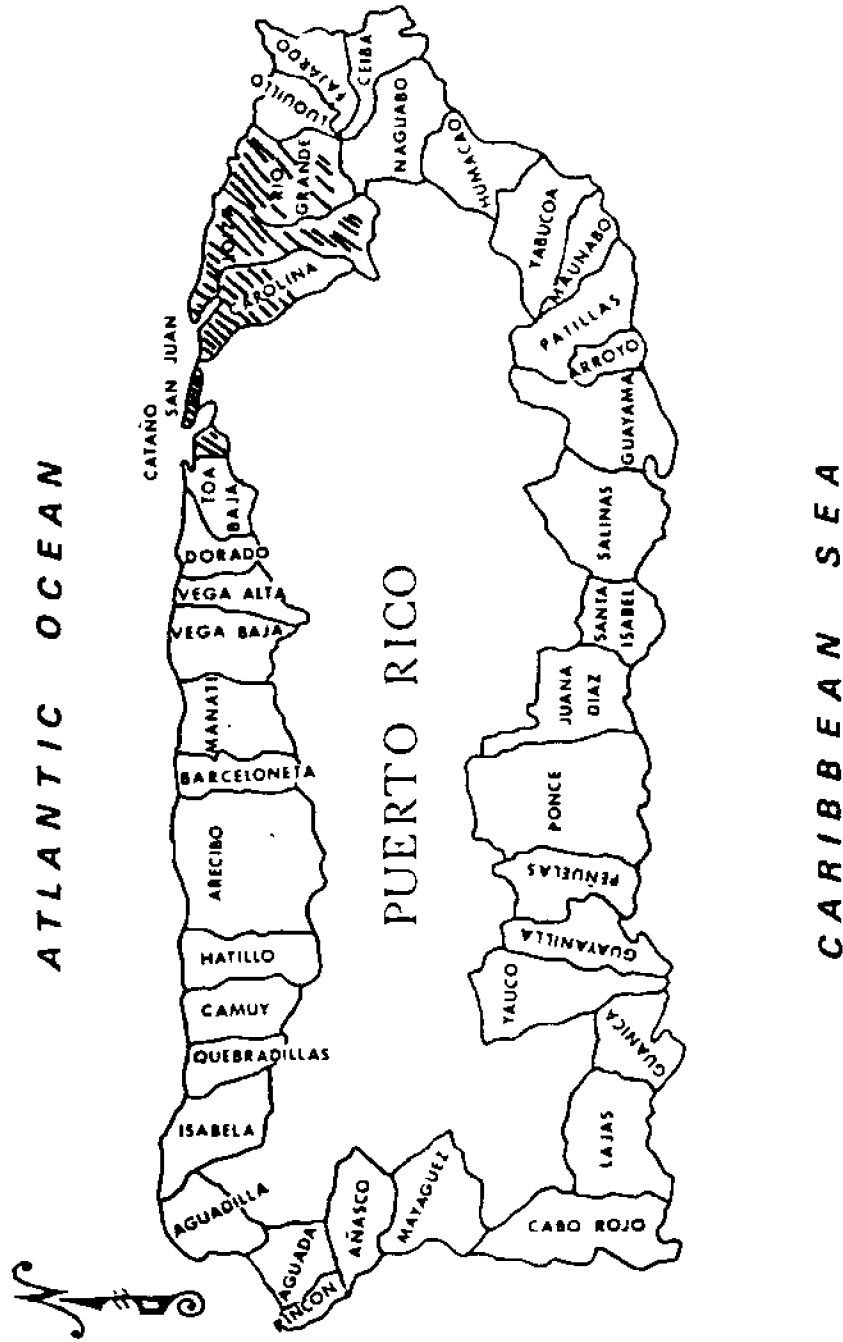 ATLANTIC OCEAN
CATAÑO
SAN JUAN
AGUADILLA
ISABELA
QUEBRADILLAS
CAMUY
HATILLO
ARECIBO
BARCELONETA
MANATI
VEGA BAJA
VEGA ALTA
DORADO
TOA
BAJA
CAROLINA
RIO
GRANDE
LUQUILLO
FAJARDO
CEIBA
NAGUABO
HUMACAO
YABUCOA
MAUNABO
PATILLAS
ARROYO
GUAYAMA
SALINAS
SANTA
ISABEL
JUANA
DIAZ
PONCE
PEÑUELAS
GUAYANILLA
YAUCO
GUANICA
LAJAS
CABO ROJO
MAYAGUEZ
AÑASCO
AGUADA
RINCON
PUERTO RICO
CARIBBEAN SEA